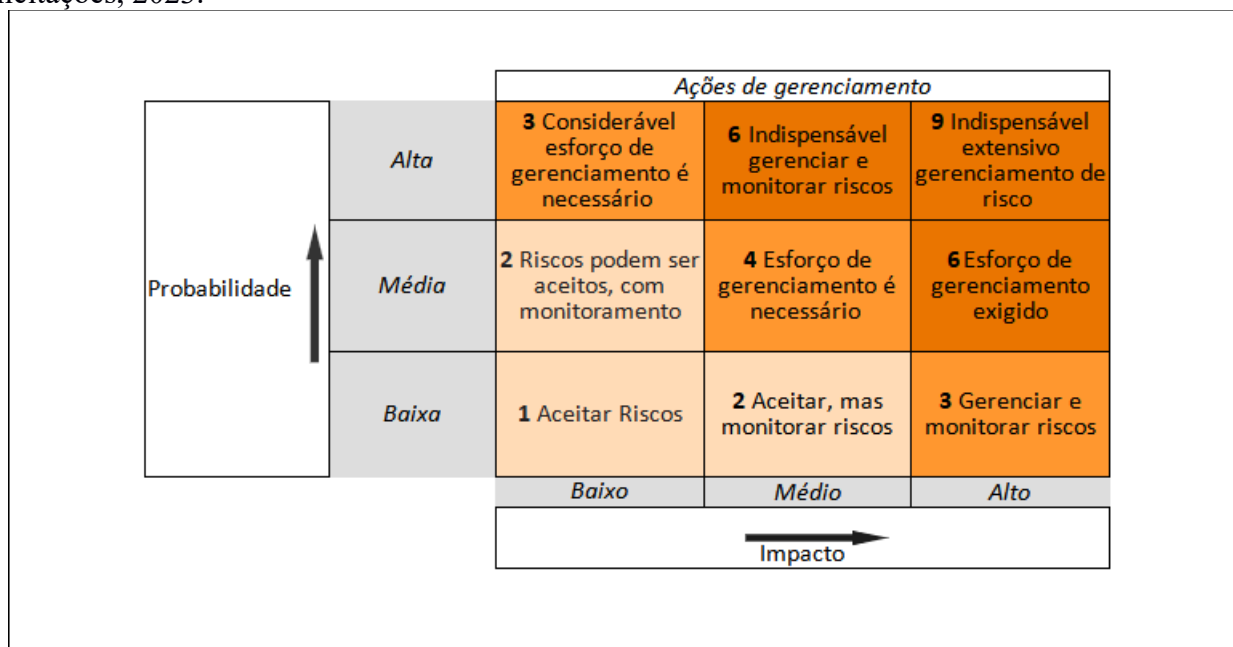 Ações de gerenciamento
Probabilidade
Alta
3 Considerável
esforço de
gerenciamento é
necessário
6 Indispensável
gerenciar e
monitorar riscos
9 Indispensável
extensivo
gerenciamento de
risco
Média
2 Riscos podem ser
aceitos, com
monitoramento
4 Esforço de
gerenciamento é
necessário
6 Esforço de
gerenciamento
exigido
Baixa
1 Aceitar Riscos
2 Aceitar, mas
monitorar riscos
3 Gerenciar e
monitorar riscos
Baixo
Médio
Alto
Impacto